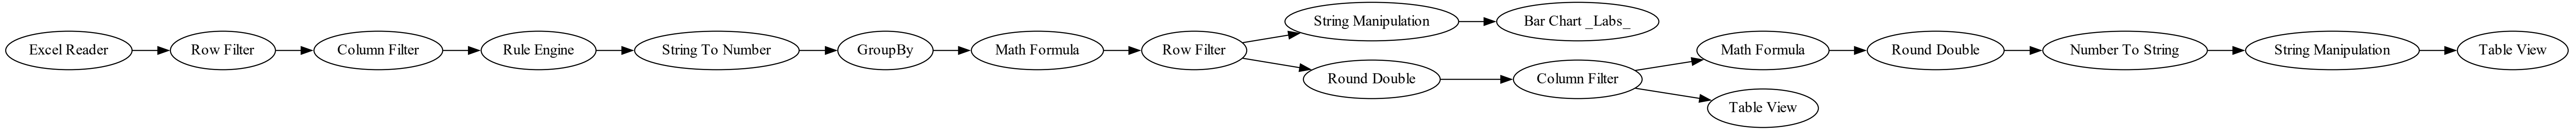 Excel Reader
Row Filter
Column Filter
Rule Engine
String To Number
GroupBy
Math Formula
Row Filter
String Manipulation
Bar Chart _Labs_
Round Double
Column Filter
Math Formula
Round Double
Number To String
String Manipulation
Table View
Table View